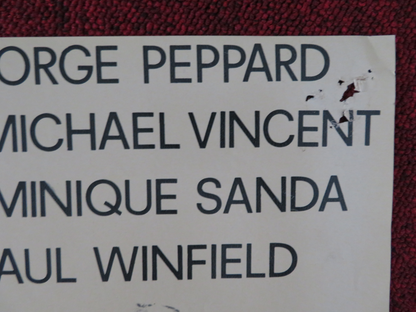 ORGE PEPPARD
MICHAEL VINCENT
MINIQUE SANDA
AUL WINFIELD